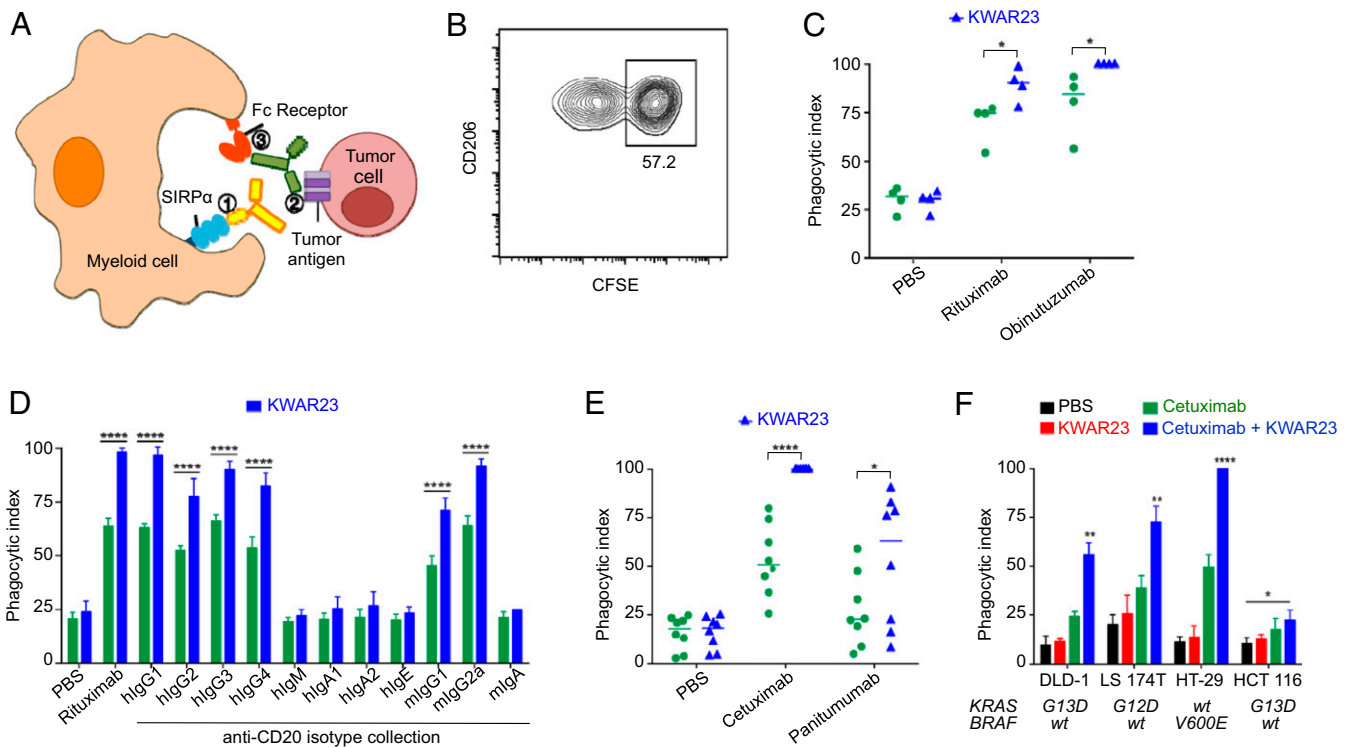 A
Fc Receptor
③
Tumor
cell
SIRPα
①
②
Tumor
antigen
Myeloid cell
B
CD206
57.2
CFSE
C
KWAR23
* *
Phagocytic index
100
75
50
25
0
PBS
Rituximab
Obinutuzumab
D
KWAR23
**** **** **** **** **** **** ****
Phagocytic index
100
75
50
25
0
PBS
Rituximab
hIgG1
hIgG2
hIgG3
hIgG4
hIgM
hIgA1
hIgA2
hIgE
mIgG1
mIgG2a
mIgA
anti-CD20 isotype collection
E
KWAR23
**** *
Phagocytic index
100
75
50
25
0
PBS
Cetuximab
Panitumumab
F
PBS Cetuximab
KWAR23 Cetuximab + KWAR23
** ** **** *
Phagocytic index
100
75
50
25
0
DLD-1 LS 174T HT-29 HCT 116
KRAS G13D G12D wt G13D
BRAF wt wt V600E wt